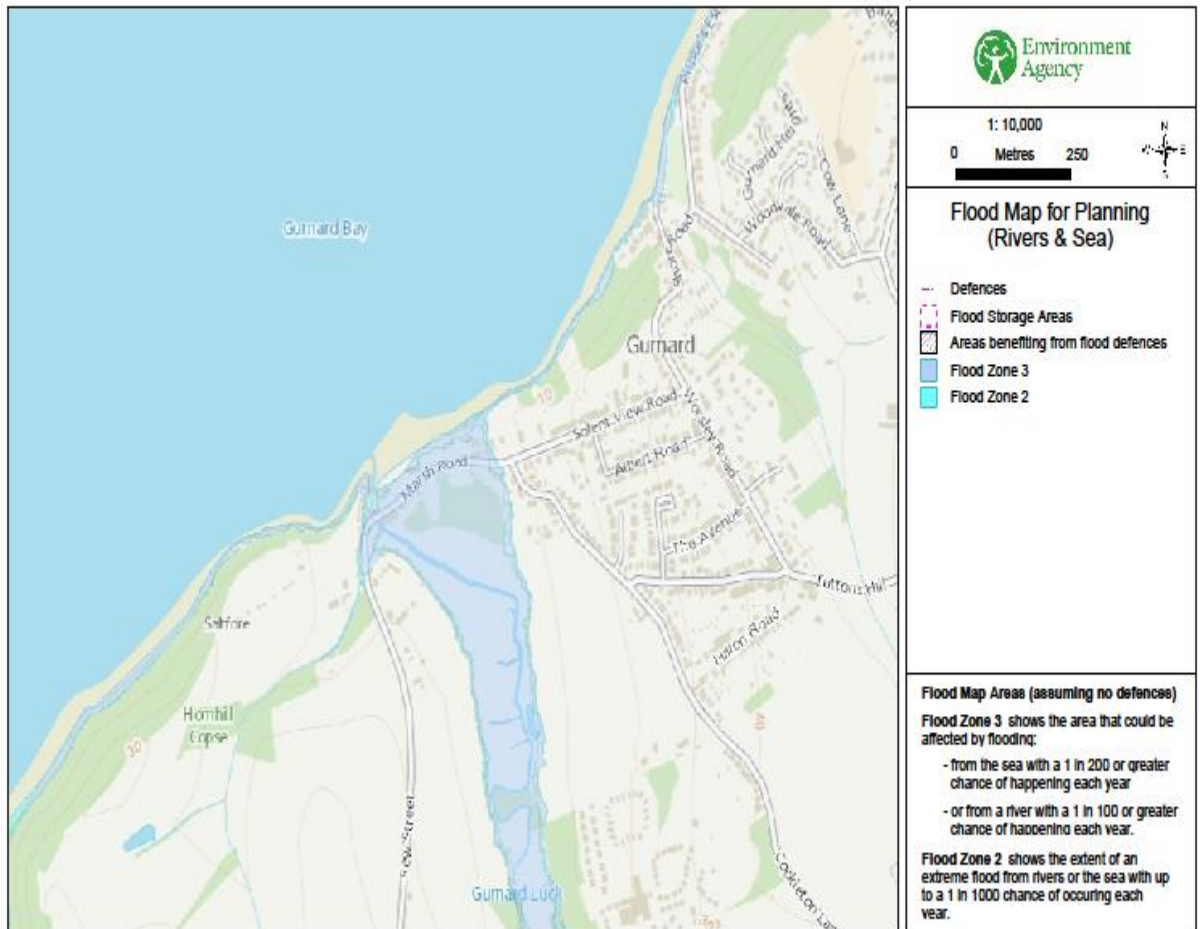 Gurnard Bay
Gurnard
Shore Road
Woodvale Road
Cow Lane
10
Solent View Road
Worsley Road
Albert Road
Marsh Road
The Avenue
Tuttons Hill
Saltfore
Hornhill
Copse
30
40
Gurnard Luck
Environment
Agency
1: 10,000
0 Metres 250
N
Flood Map for Planning
(Rivers & Sea)
Defences
Flood Storage Areas
Areas benefiting from flood defences
Flood Zone 3
Flood Zone 2
Flood Map Areas (assuming no defences)
Flood Zone 3 shows the area that could be
affected by flooding:
- from the sea with a 1 in 200 or greater
chance of happening each year
- or from a river with a 1 in 100 or greater
chance of happening each year.
Flood Zone 2 shows the extent of an
extreme flood from rivers or the sea with up
to a 1 in 1000 chance of occuring each
year.